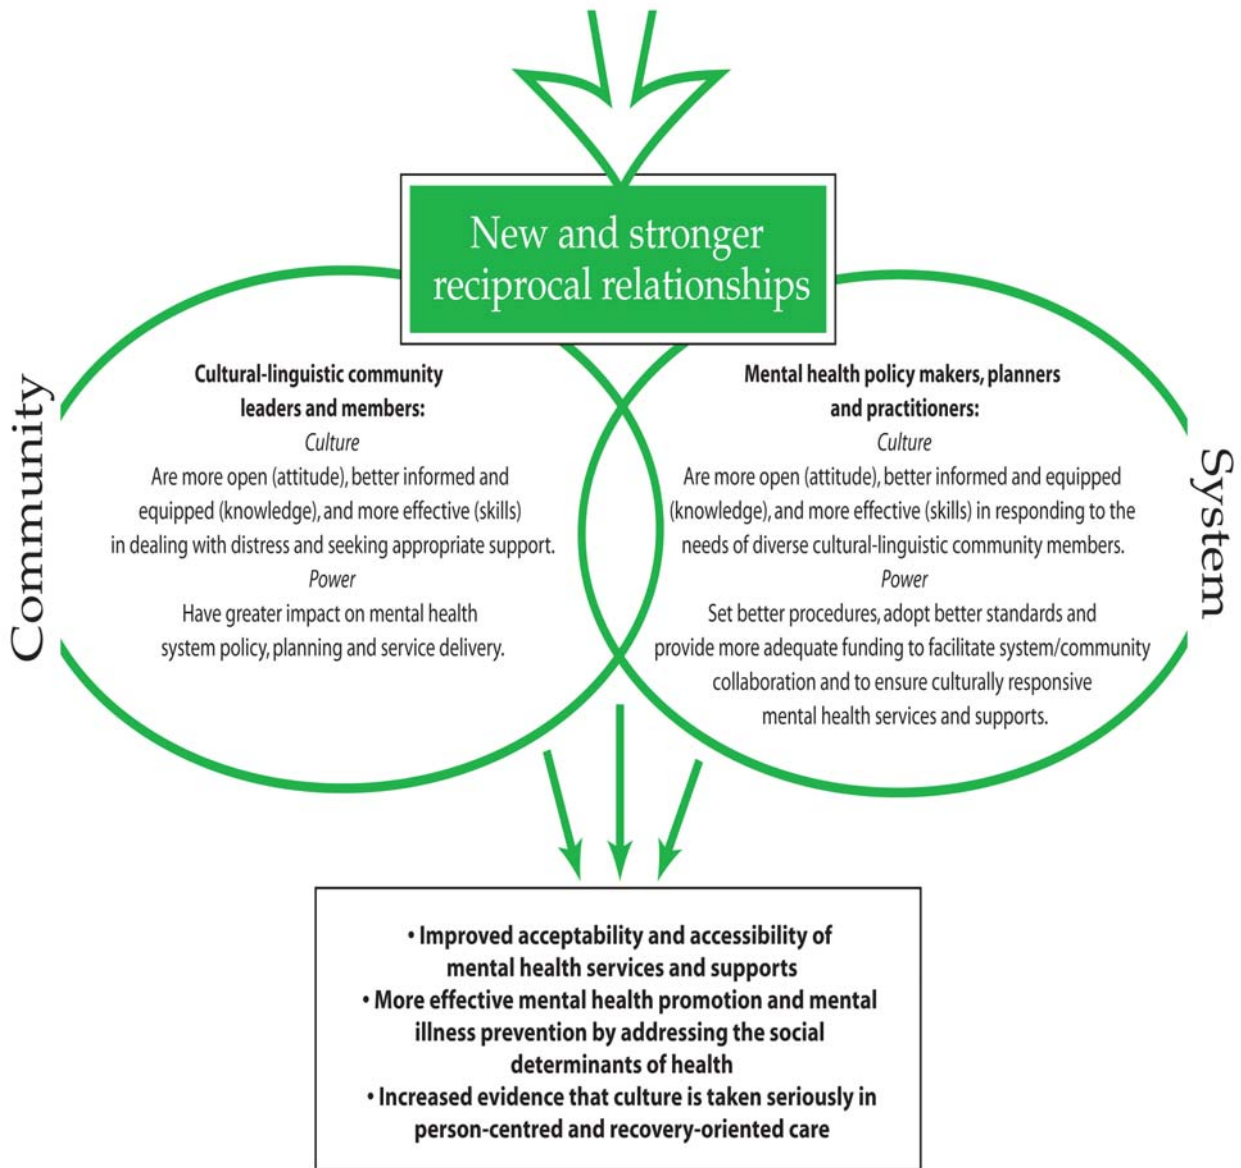 New and stronger
reciprocal relationships
Community
Cultural-linguistic community
leaders and members:
Culture
Are more open (attitude), better informed and
equipped (knowledge), and more effective (skills)
in dealing with distress and seeking appropriate support.
Power
Have greater impact on mental health
system policy, planning and service delivery.
Mental health policy makers, planners
and practitioners:
Culture
Are more open (attitude), better informed and equipped
(knowledge), and more effective (skills) in responding to the
needs of diverse cultural-linguistic community members.
Power
Set better procedures, adopt better standards and
provide more adequate funding to facilitate system/community
collaboration and to ensure culturally responsive
mental health services and supports.
System
• Improved acceptability and accessibility of
mental health services and supports
• More effective mental health promotion and mental
illness prevention by addressing the social
determinants of health
• Increased evidence that culture is taken seriously in
person-centred and recovery-oriented care